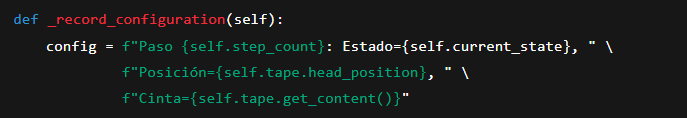 def _record_configuration(self):
    config = f"Paso {self.step_count}: Estado={self.current_state}, " \
             f"Posición={self.tape.head_position}, " \
             f"Cinta={self.tape.get_content()}"